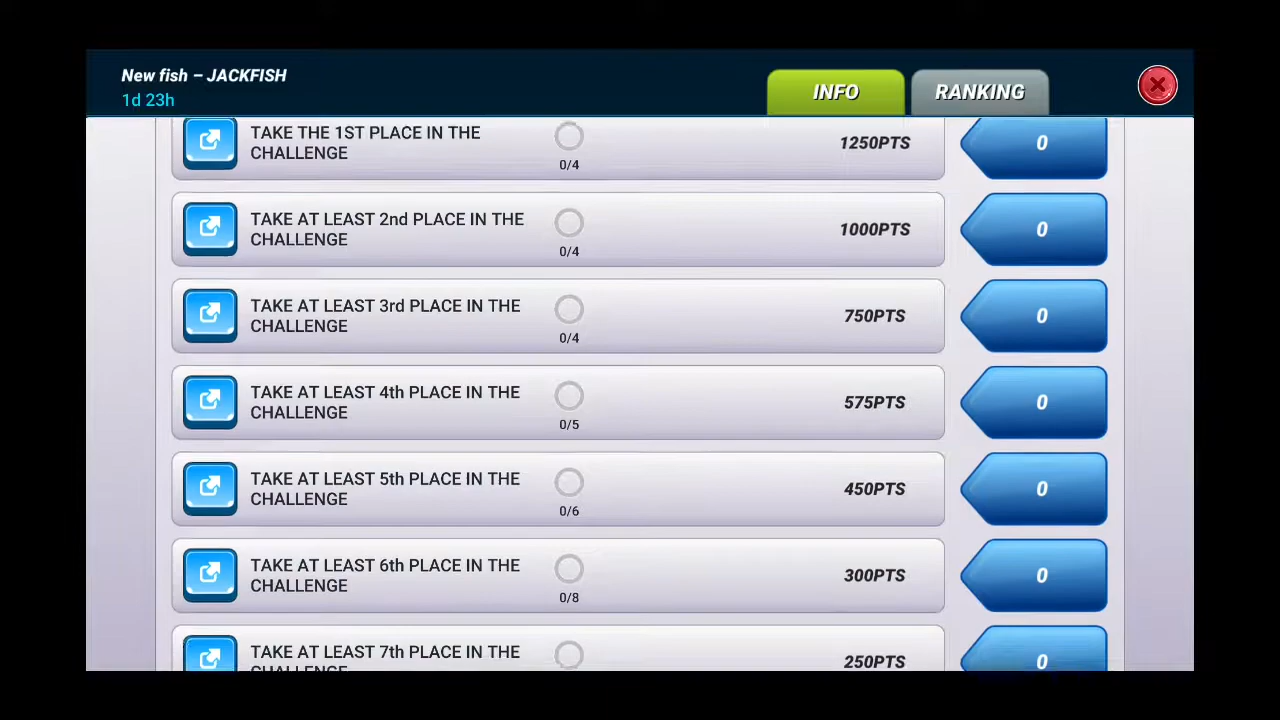 New fish – JACKFISH
1d 23h
INFO
RANKING
TAKE THE 1ST PLACE IN THE
CHALLENGE
0/4
1250PTS
0
TAKE AT LEAST 2nd PLACE IN THE
CHALLENGE
0/4
1000PTS
0
TAKE AT LEAST 3rd PLACE IN THE
CHALLENGE
0/4
750PTS
0
TAKE AT LEAST 4th PLACE IN THE
CHALLENGE
0/5
575PTS
0
TAKE AT LEAST 5th PLACE IN THE
CHALLENGE
0/6
450PTS
0
TAKE AT LEAST 6th PLACE IN THE
CHALLENGE
0/8
300PTS
0
TAKE AT LEAST 7th PLACE IN THE
CHALLENGE
250PTS
0